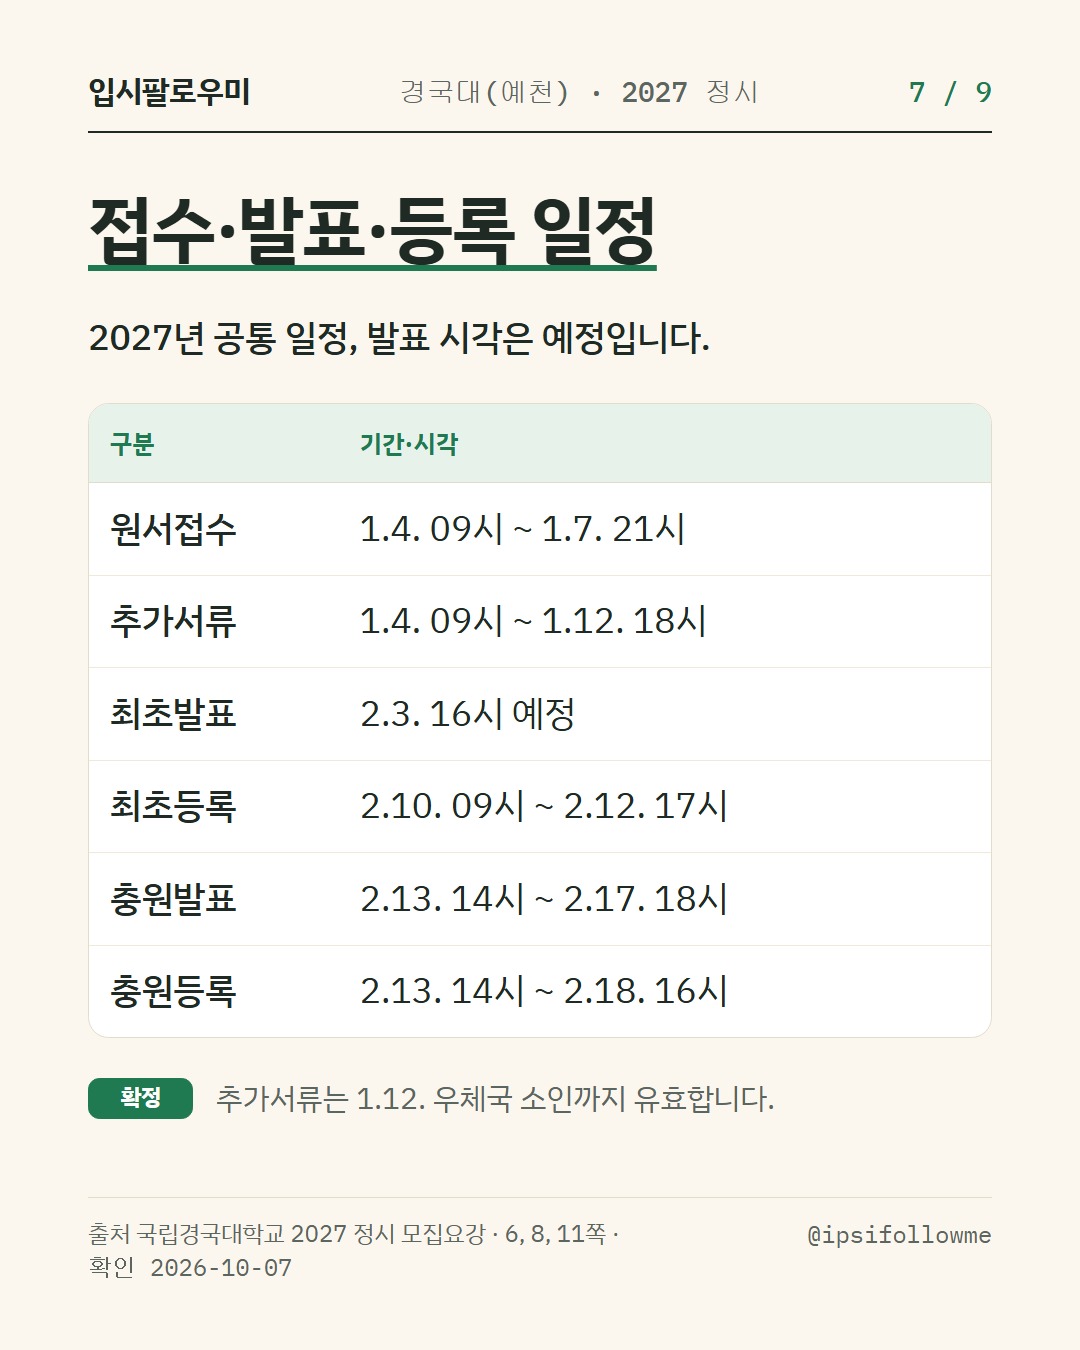 입시팔로우미
경국대(예천) · 2027 정시
7 / 9
접수·발표·등록 일정
2027년 공통 일정, 발표 시각은 예정입니다.
구분 기간·시각
원서접수 1.4. 09시 ~ 1.7. 21시
추가서류 1.4. 09시 ~ 1.12. 18시
최초발표 2.3. 16시 예정
최초등록 2.10. 09시 ~ 2.12. 17시
충원발표 2.13. 14시 ~ 2.17. 18시
충원등록 2.13. 14시 ~ 2.18. 16시
확정 추가서류는 1.12. 우체국 소인까지 유효합니다.
출처 국립경국대학교 2027 정시 모집요강 · 6, 8, 11쪽 ·
확인 2026-10-07
@ipsifollowme